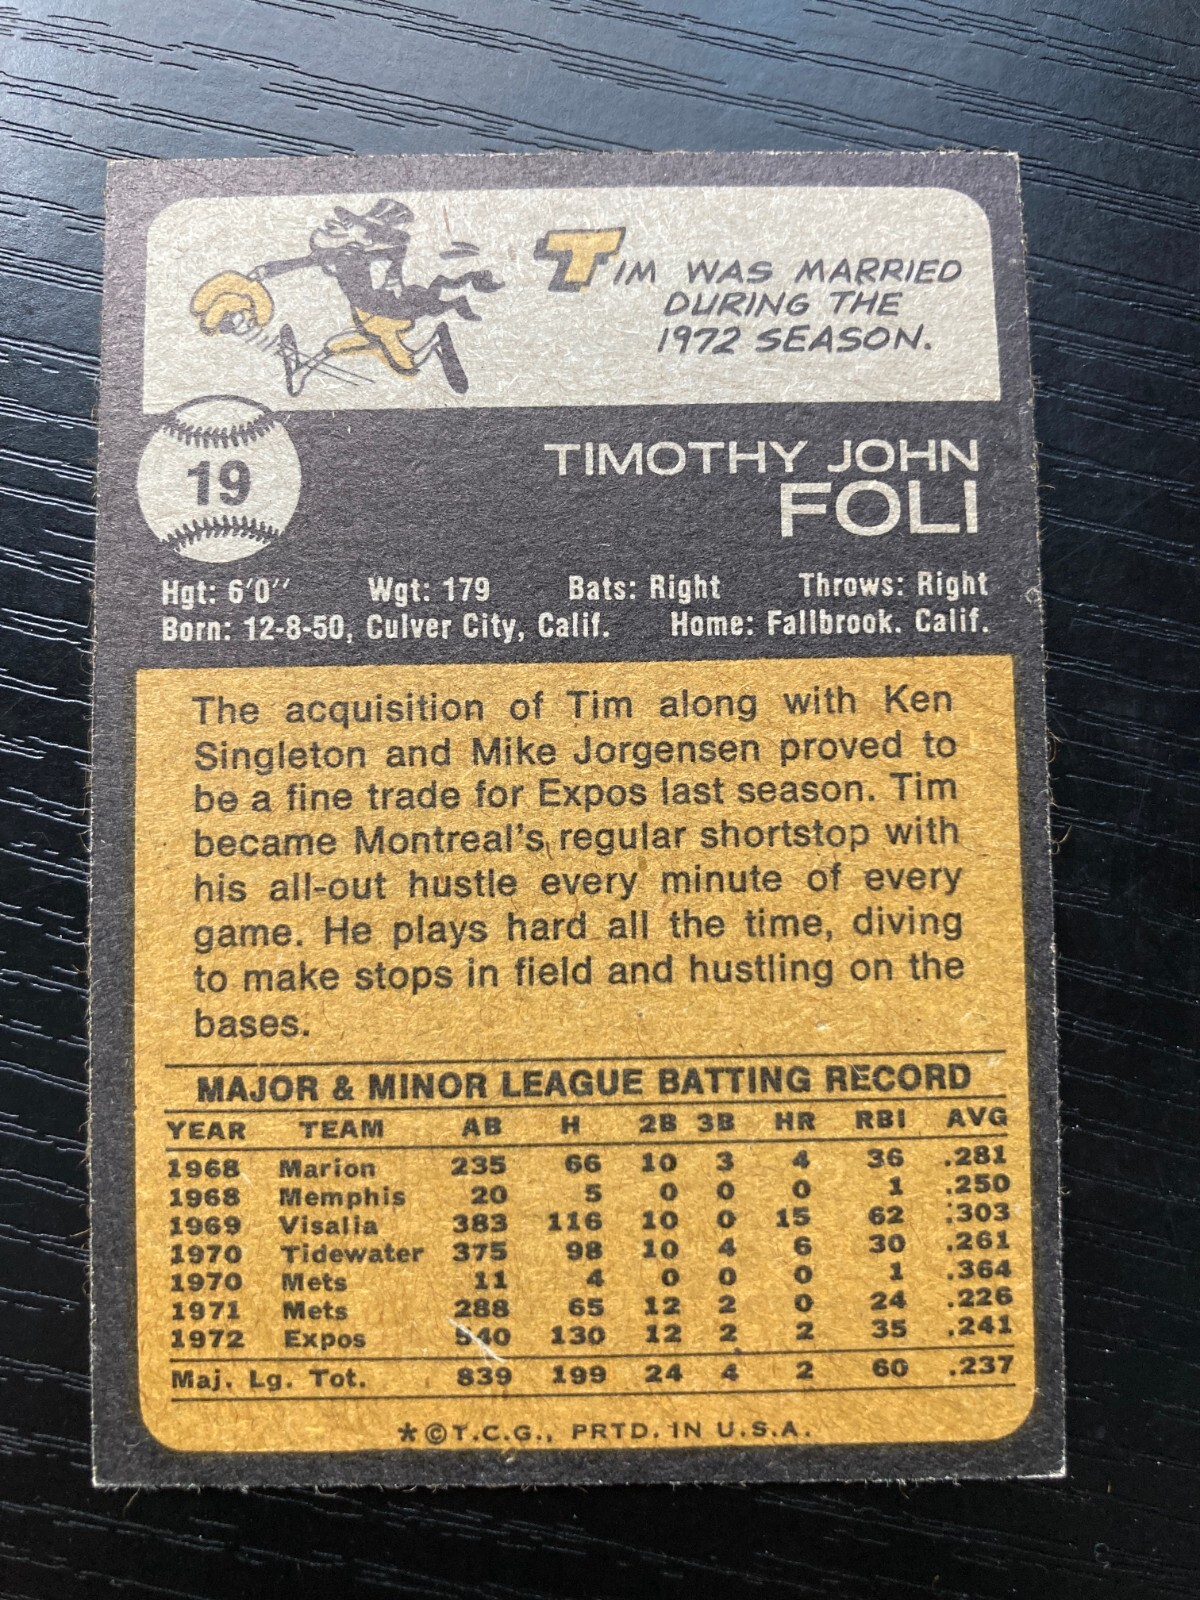 TIM WAS MARRIED
DURING THE
1972 SEASON.
19
TIMOTHY JOHN
FOLI
Hgt: 6'0'' Wgt: 179 Bats: Right Throws: Right
Born: 12-8-50, Culver City, Calif. Home: Fallbrook. Calif.
The acquisition of Tim along with Ken
Singleton and Mike Jorgensen proved to
be a fine trade for Expos last season. Tim
became Montreal's regular shortstop with
his all-out hustle every minute of every
game. He plays hard all the time, diving
to make stops in field and hustling on the
bases.
MAJOR & MINOR LEAGUE BATTING RECORD
YEAR TEAM AB H 2B 3B HR RBI AVG
1968 Marion 235 66 10 3 4 36 .281
1968 Memphis 20 5 0 0 0 1 .250
1969 Visalia 383 116 10 0 15 62 .303
1970 Tidewater 375 98 10 4 6 30 .261
1970 Mets 11 4 0 0 0 1 .364
1971 Mets 288 65 12 2 0 24 .226
1972 Expos 540 130 12 2 2 35 .241
Maj. Lg. Tot. 839 199 24 4 2 60 .237
*©T.C.G., PRTD. IN U.S.A.